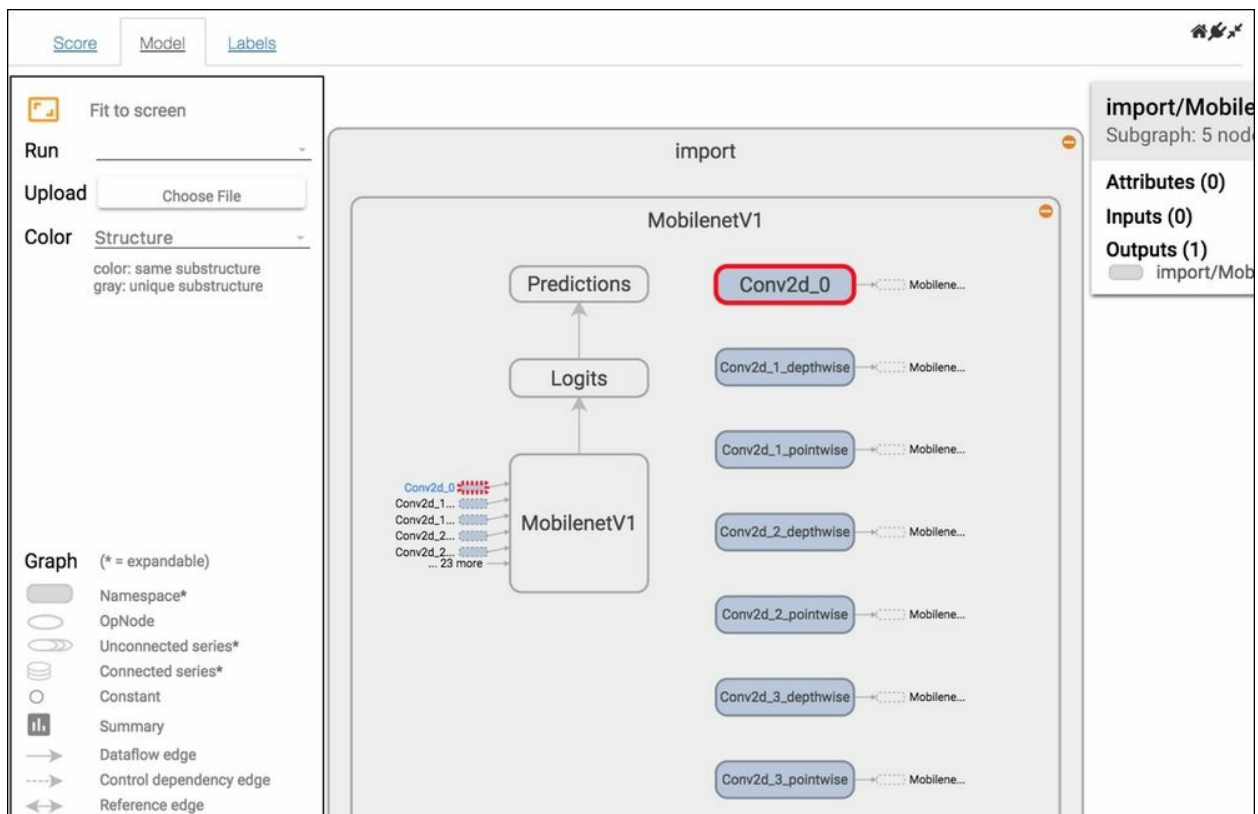 Score
Model
Labels
Fit to screen
Run
Upload
Choose File
Color
Structure
color: same substructure
gray: unique substructure
Graph
(* = expandable)
Namespace*
OpNode
Unconnected series*
Connected series*
Constant
Summary
Dataflow edge
Control dependency edge
Reference edge
import
MobilenetV1
Predictions
Logits
MobilenetV1
Conv2d_0
Conv2d_1...
Conv2d_1...
Conv2d_2...
Conv2d_2...
... 23 more
Conv2d_0
Mobilene...
Conv2d_1_depthwise
Mobilene...
Conv2d_1_pointwise
Mobilene...
Conv2d_2_depthwise
Mobilene...
Conv2d_2_pointwise
Mobilene...
Conv2d_3_depthwise
Mobilene...
Conv2d_3_pointwise
Mobilene...
import/Mobile
Subgraph: 5 nod
Attributes (0)
Inputs (0)
Outputs (1)
import/Mob